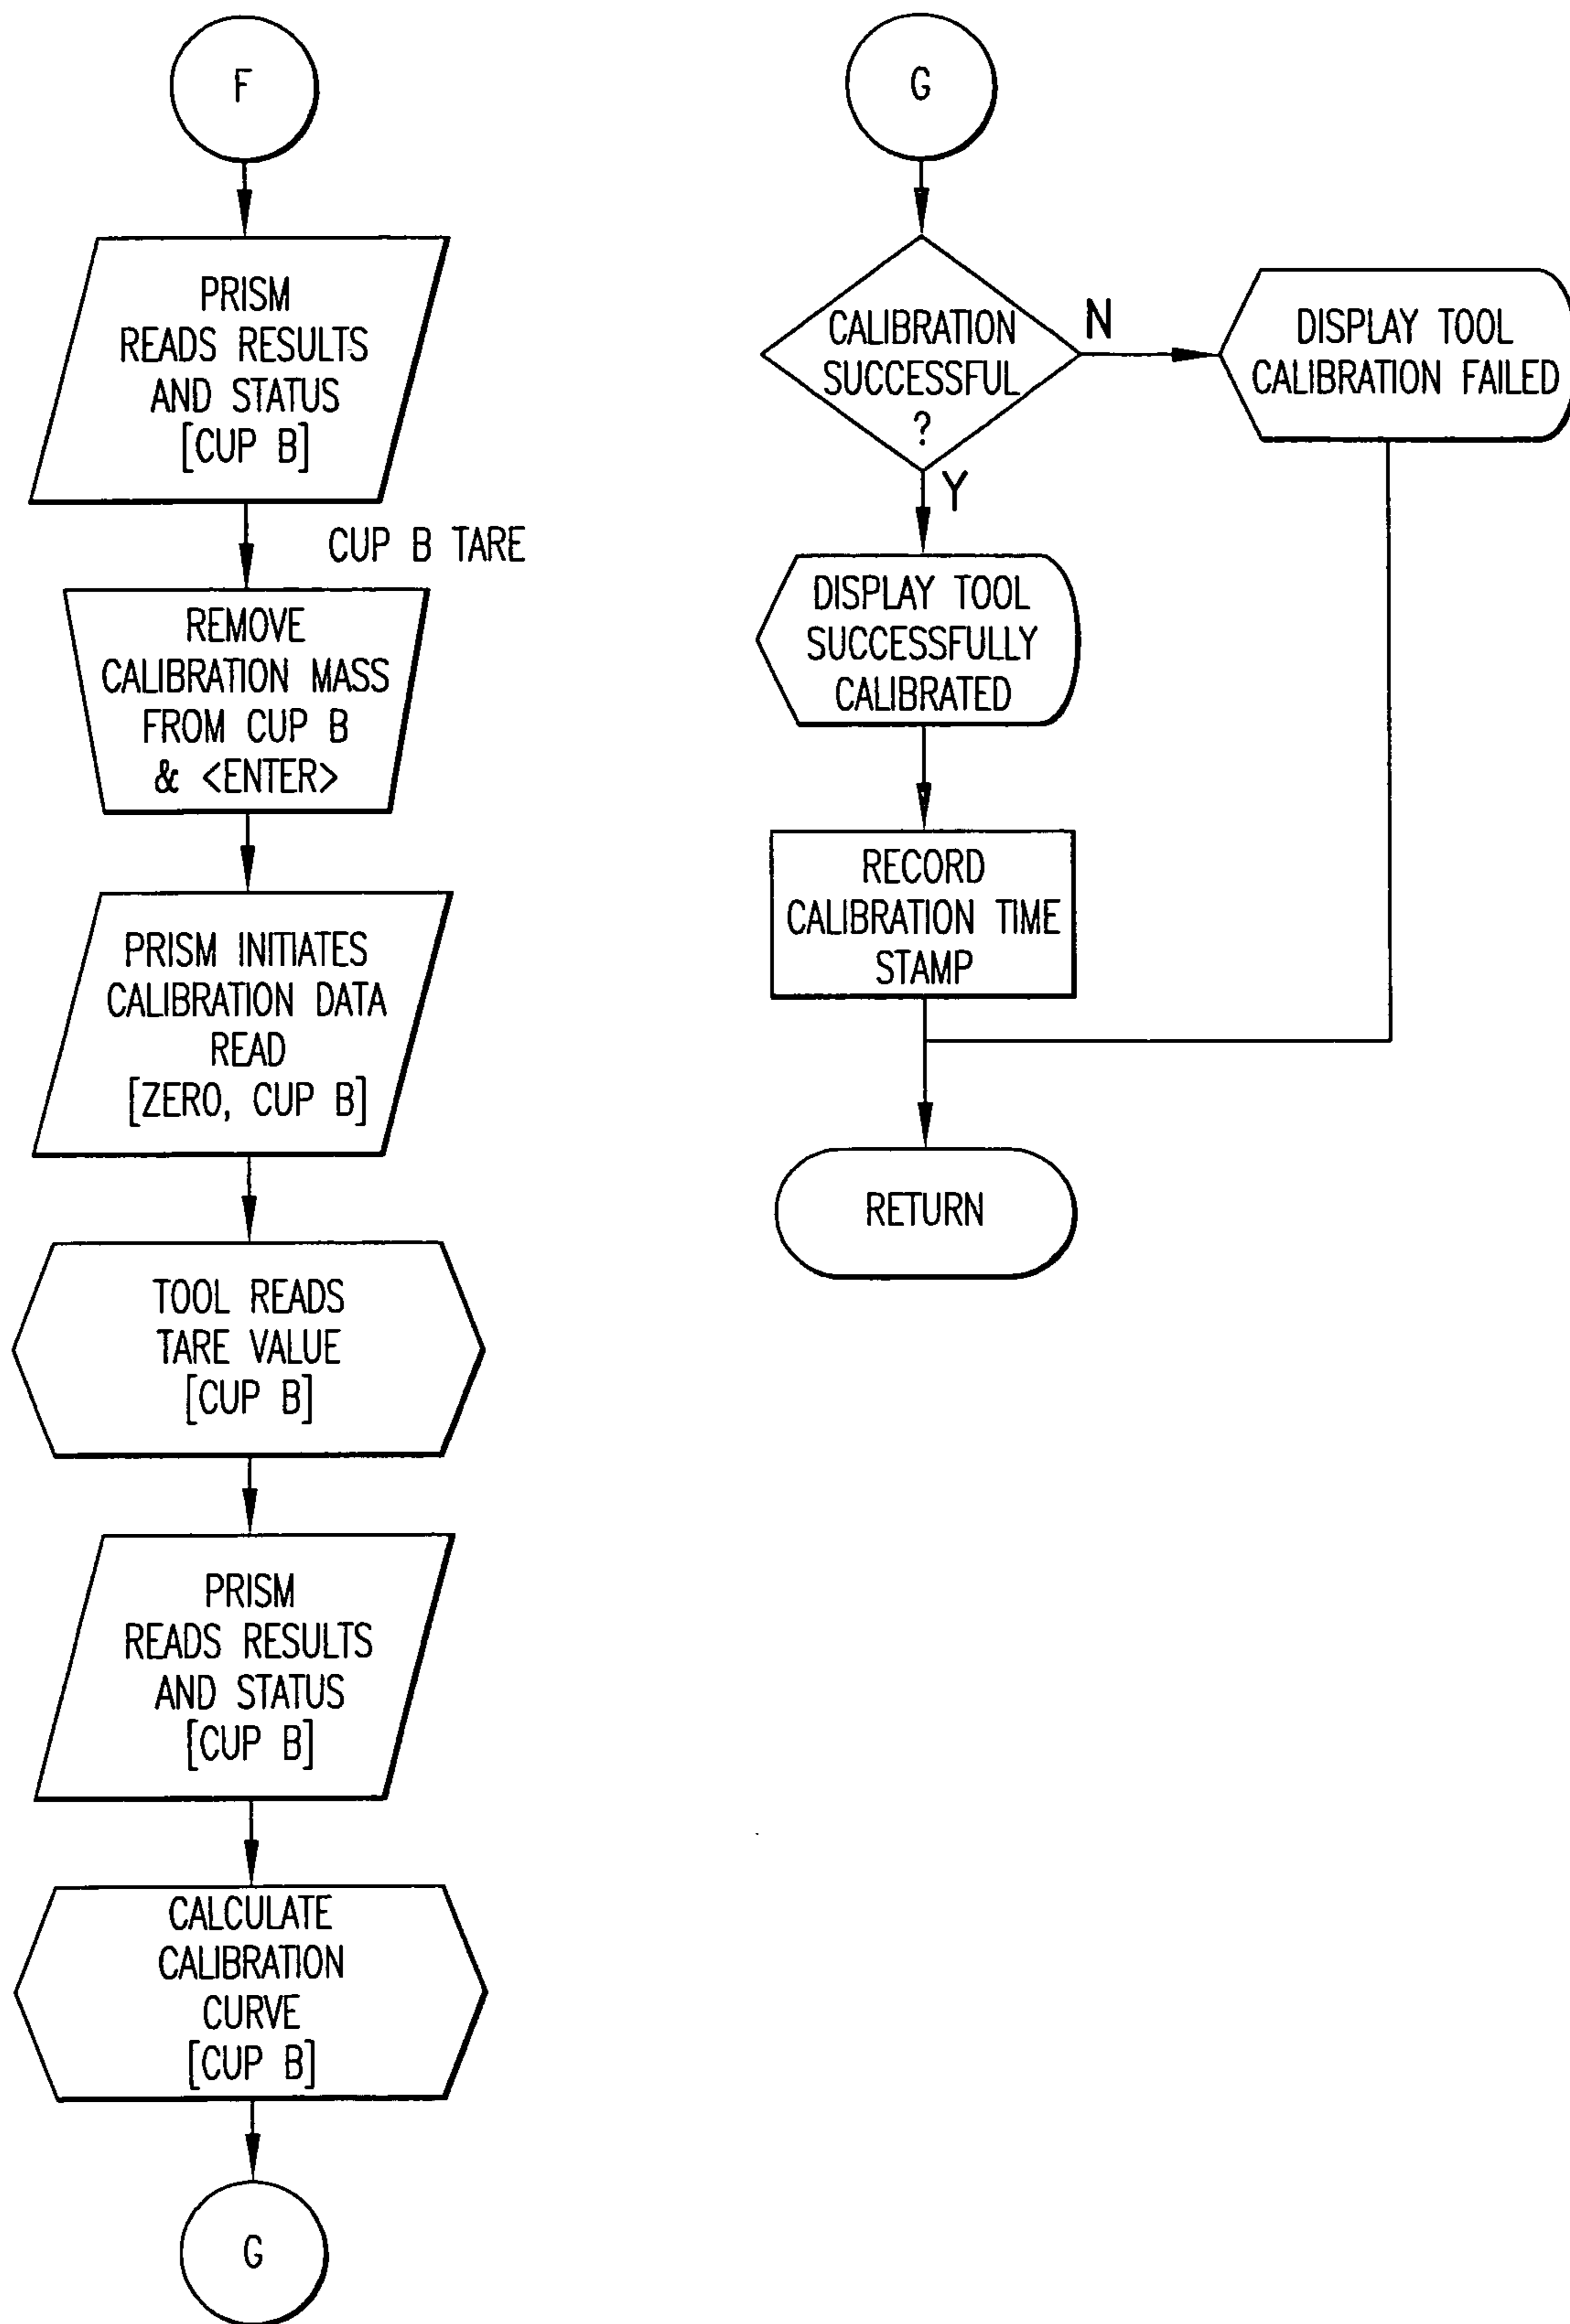 F
PRISM
READS RESULTS
AND STATUS
[CUP B]
CUP B TARE
REMOVE
CALIBRATION MASS
FROM CUP B
& <ENTER>
PRISM INITIATES
CALIBRATION DATA
READ
[ZERO, CUP B]
TOOL READS
TARE VALUE
[CUP B]
PRISM
READS RESULTS
AND STATUS
[CUP B]
CALCULATE
CALIBRATION
CURVE
[CUP B]
G
G
CALIBRATION
SUCCESSFUL
?
N
DISPLAY TOOL
CALIBRATION FAILED
Y
DISPLAY TOOL
SUCCESSFULLY
CALIBRATED
RECORD
CALIBRATION TIME
STAMP
RETURN